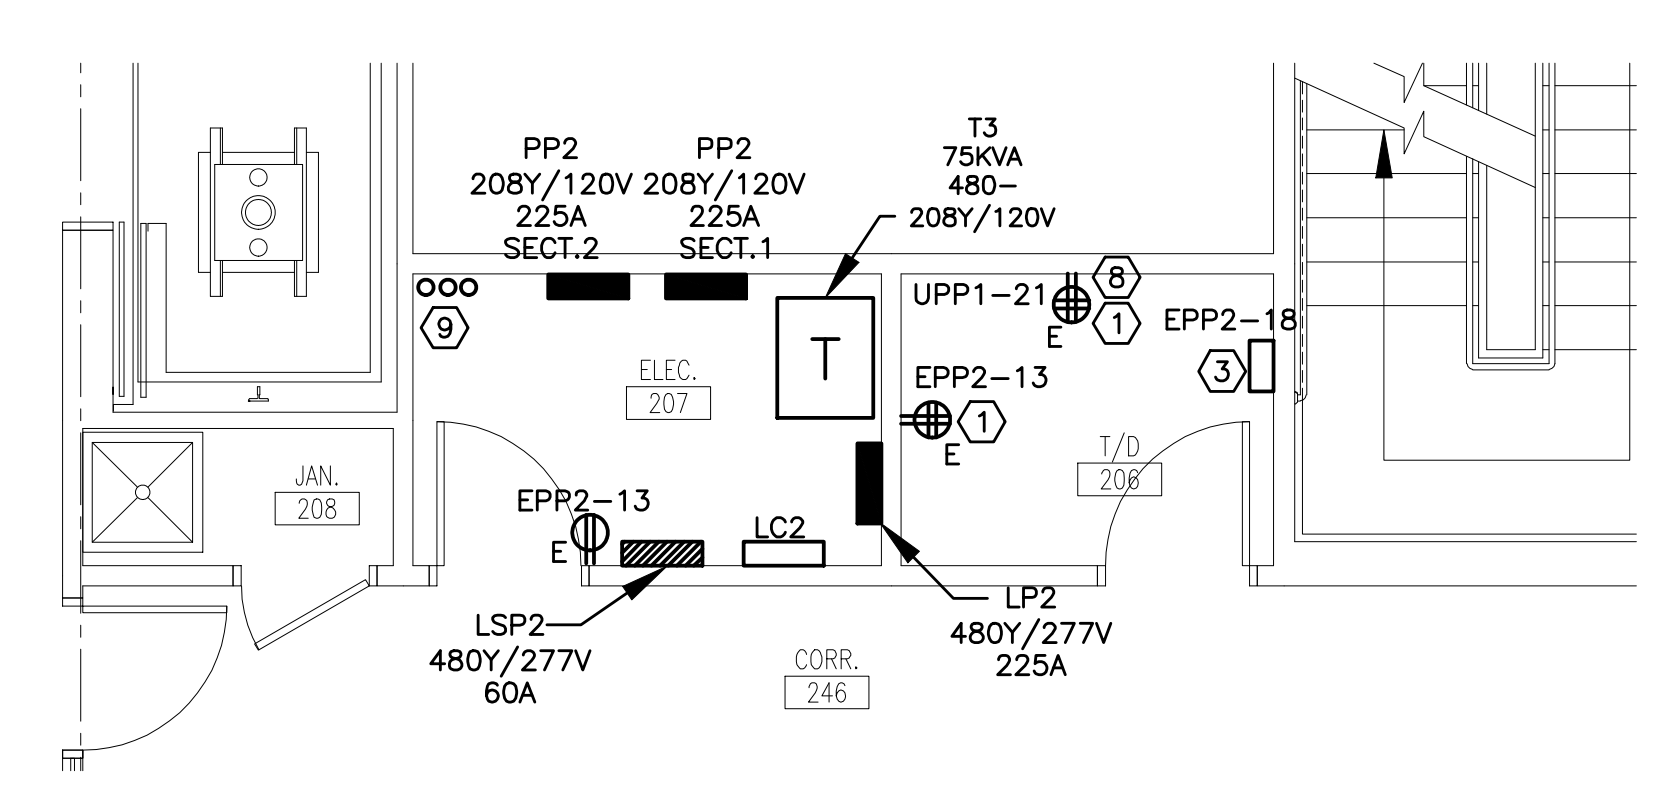 PP2
208Y/120V
225A
SECT.2
PP2
208Y/120V
225A
SECT.1
T3
75KVA
480-
208Y/120V
9
T
UPP1-21
8
1
E
EPP2-18
3
EPP2-13
1
E
ELEC.
207
T/D
206
JAN.
208
EPP2-13
E
LC2
LSP2
480Y/277V
60A
LP2
480Y/277V
225A
CORR.
246